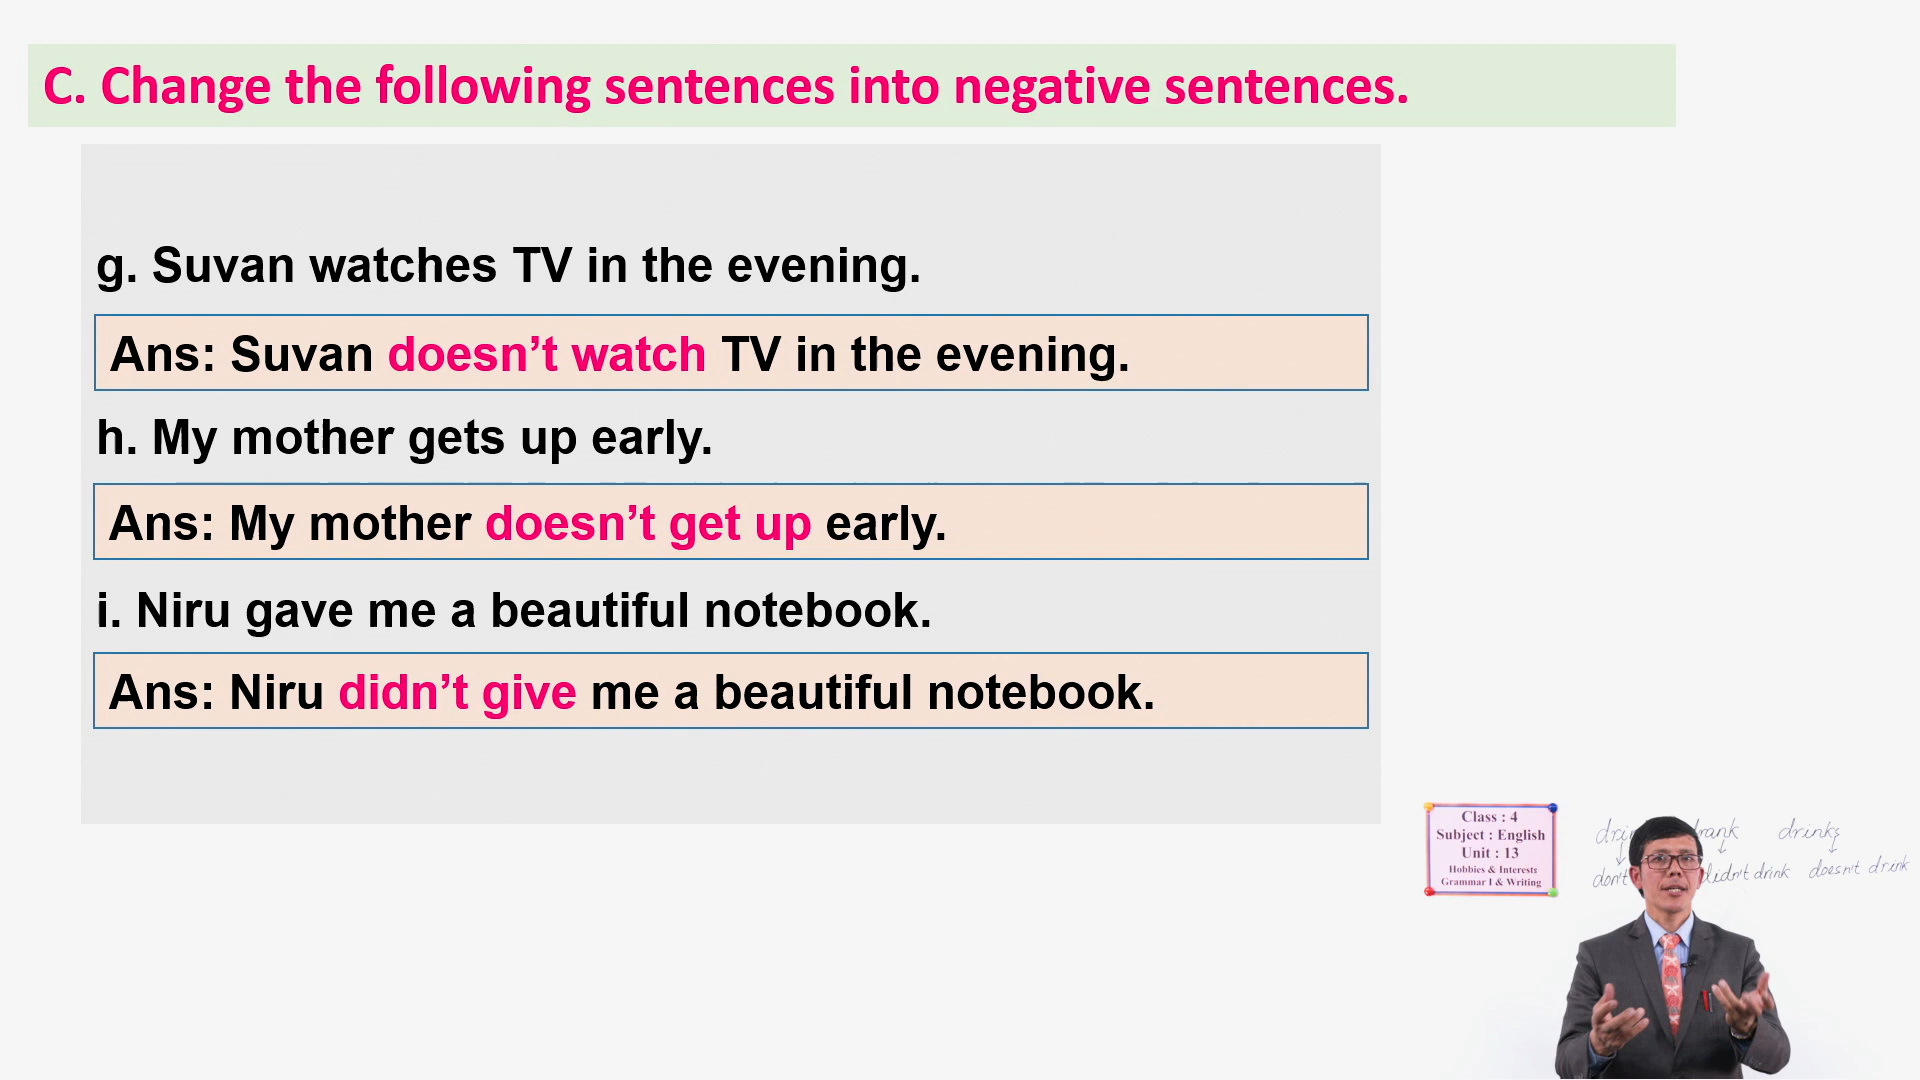 C. Change the following sentences into negative sentences.
g. Suvan watches TV in the evening.
Ans: Suvan doesn’t watch TV in the evening.
h. My mother gets up early.
Ans: My mother doesn’t get up early.
i. Niru gave me a beautiful notebook.
Ans: Niru didn’t give me a beautiful notebook.
Class : 4
Subject : English
Unit : 13
Hobbies & Interests
Grammar I & Writing
drinks
don't didn't drink doesn't drink